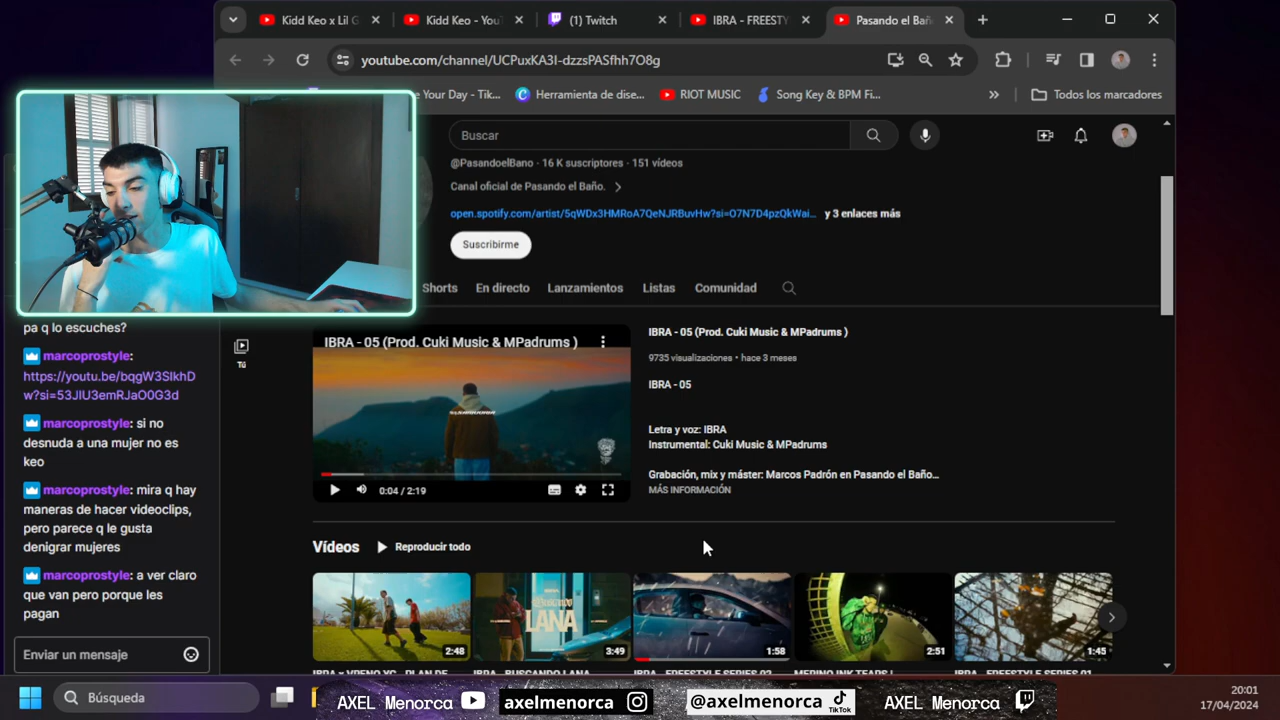 Kidd Keo x Lil G
Kidd Keo - You
(1) Twitch
IBRA - FREESTY
Pasando el Bañ
youtube.com/channel/UCPuxKA3I-dzzsPASfhh7O8g
e Your Day - Tik...
Herramienta de dise...
RIOT MUSIC
Song Key & BPM Fi...
»
Todos los marcadores
Buscar
@PasandoelBano · 16 K suscriptores · 151 vídeos
Canal oficial de Pasando el Baño.
open.spotify.com/artist/5qWDx3HMRoA7QeNJRBuvHw?si=O7N7D4pzQkWai... y 3 enlaces más
Suscribirme
Shorts
En directo
Lanzamientos
Listas
Comunidad
Tú
IBRA - 05 (Prod. Cuki Music & MPadrums )
0:04 / 2:19
IBRA - 05 (Prod. Cuki Music & MPadrums )
9735 visualizaciones • hace 3 meses
IBRA - 05
Letra y voz: IBRA
Instrumental: Cuki Music & MPadrums
Grabación, mix y máster: Marcos Padrón en Pasando el Baño...
MÁS INFORMACIÓN
Vídeos
Reproducir todo
2:48
LANA
3:49
1:58
2:51
1:45
pa q lo escuches?
marcoprostyle:
https://youtu.be/bqgW3SIkhD
w?si=53JIU3emRJaO0G3d
marcoprostyle: si no
desnuda a una mujer no es
keo
marcoprostyle: mira q hay
maneras de hacer videoclips,
pero parece q le gusta
denigrar mujeres
marcoprostyle: a ver claro
que van pero porque les
pagan
Enviar un mensaje
Búsqueda
AXEL Menorca
axelmenorca
@axelmenorca
TikTok
AXEL Menorca
20:01
17/04/2024